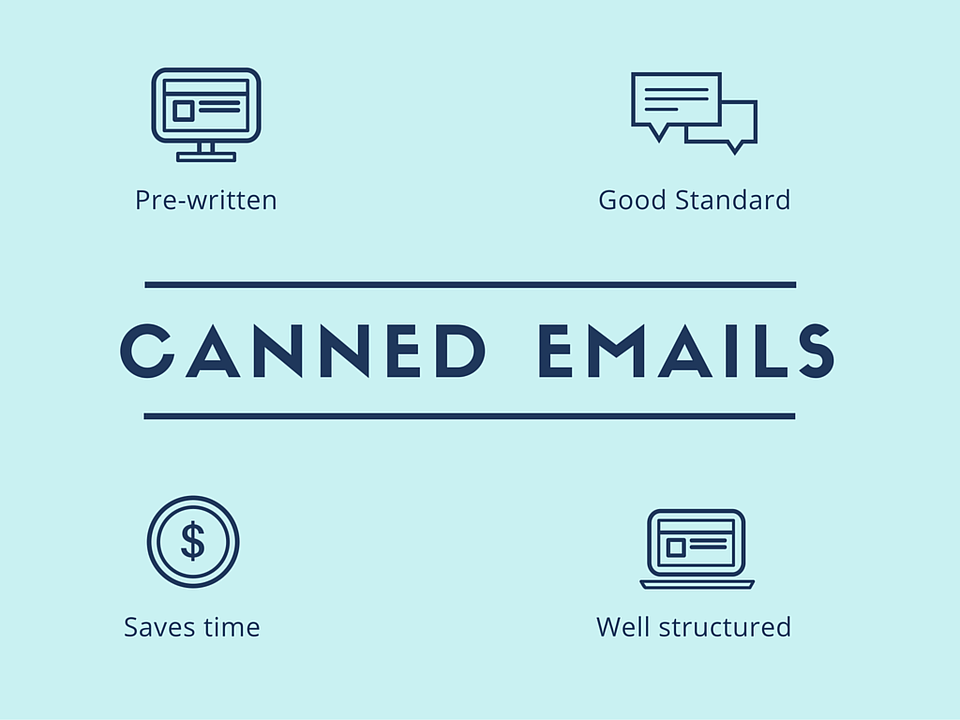 Pre-written
Good Standard
CANNED EMAILS
$
Saves time
Well structured